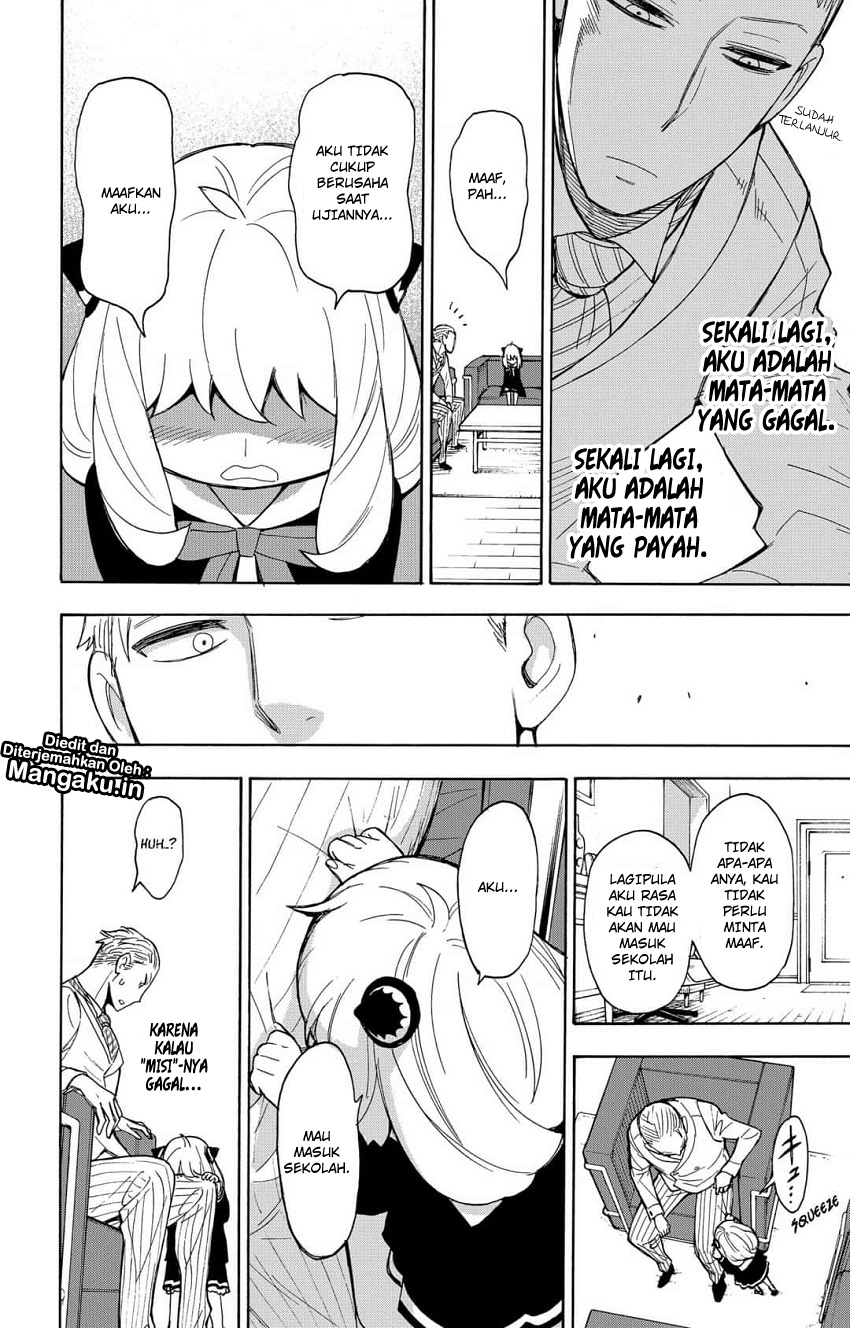 SUDAH
TERLANJUR
SEKALI LAGI,
AKU ADALAH
MATA-MATA
YANG GAGAL.
SEKALI LAGI,
AKU ADALAH
MATA-MATA
YANG PAYAH.
MAAF,
PAH...
AKU TIDAK
CUKUP
BERUSAHA
SAAT
UJIANNYA...
MAAFKAN
AKU...
TIDAK
APA-APA
ANYA, KAU
TIDAK
PERLU
MINTA
MAAF.
LAGIPULA
AKU RASA
KAU TIDAK
AKAN MAU
MASUK
SEKOLAH
ITU.
キュ...
SQUEEZE
AKU...
MAU
MASUK
SEKOLAH.
HUH..?
KARENA
KALAU
"MISI"-NYA
GAGAL...
Diedit dan
Diterjemahkan Oleh :
Mangaku.in